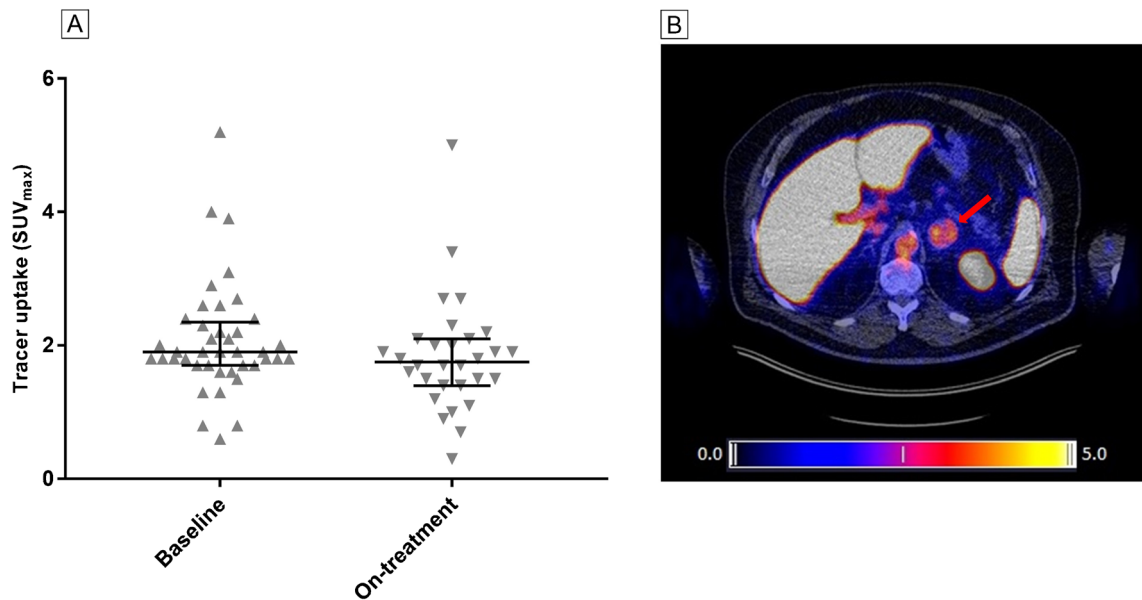 A
B
6
4
2
0
Tracer uptake (SUVmax)
Baseline
On-treatment
0.0
5.0